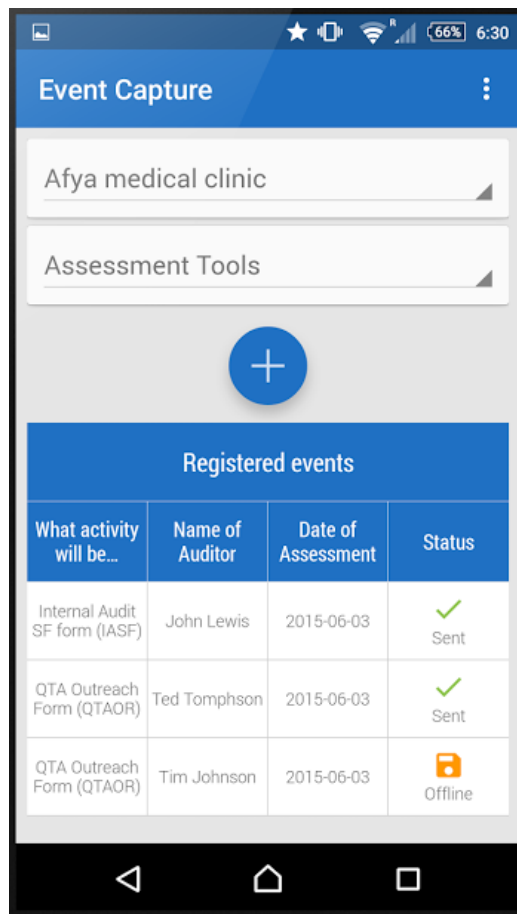 R
66% 6:30
Event Capture
Afya medical clinic
Assessment Tools
Registered events
What activity
will be...
Name of
Auditor
Date of
Assessment
Status
Internal Audit
SF form (IASF)
John Lewis
2015-06-03
Sent
QTA Outreach
Form (QTAOR)
Ted Tomphson
2015-06-03
Sent
QTA Outreach
Form (QTAOR)
Tim Johnson
2015-06-03
Offline